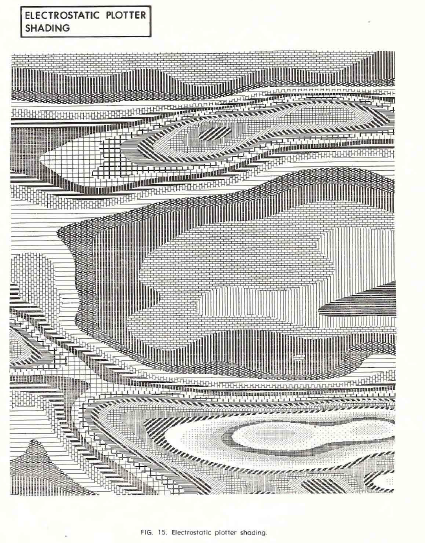 ELECTROSTATIC PLOTTER
SHADING
FIG. 15. Electrostatic plotter shading.